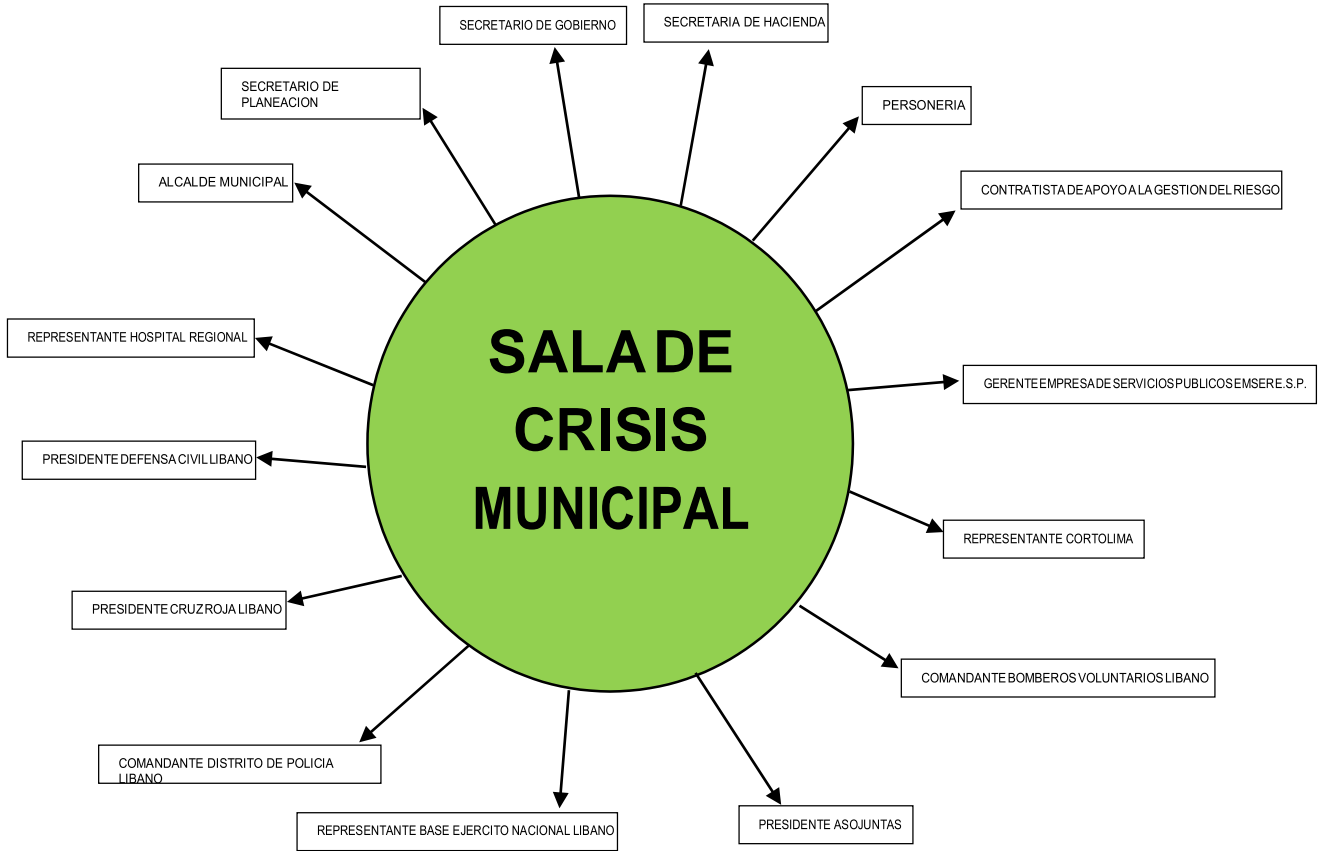 SECRETARIO DE GOBIERNO
SECRETARIA DE HACIENDA
SECRETARIO DE
PLANEACION
PERSONERIA
ALCALDE MUNICIPAL
CONTRATISTA DE APOYO A LA GESTION DEL RIESGO
REPRESENTANTE HOSPITAL REGIONAL
SALA DE
CRISIS
MUNICIPAL
GERENTE EMPRESA DE SERVICIOS PUBLICOS EMSER E.S.P.
PRESIDENTE DEFENSA CIVIL LIBANO
REPRESENTANTE CORTOLIMA
PRESIDENTE CRUZ ROJA LIBANO
COMANDANTE BOMBEROS VOLUNTARIOS LIBANO
COMANDANTE DISTRITO DE POLICIA
LIBANO
REPRESENTANTE BASE EJERCITO NACIONAL LIBANO
PRESIDENTE ASOJUNTAS